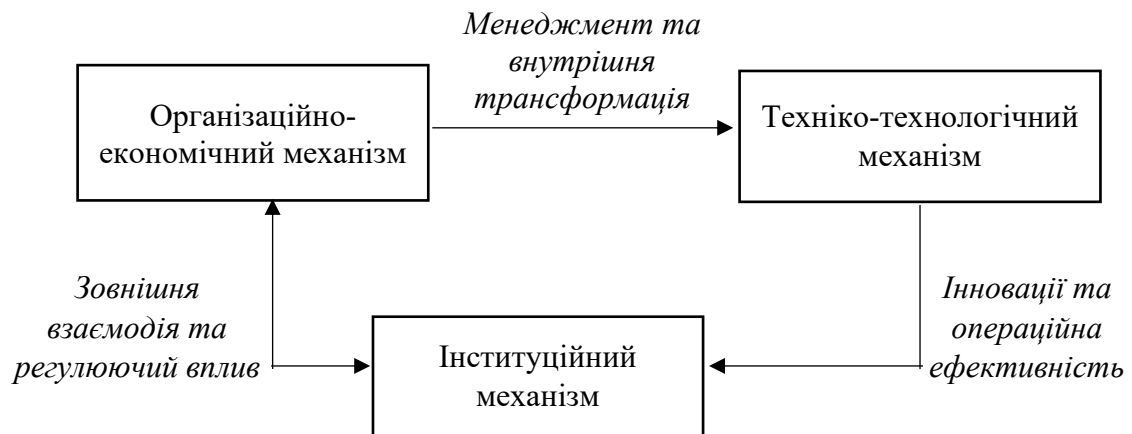 Менеджмент та
внутрішня
трансформація
Організаційно-
економічний механізм
Техніко-технологічний
механізм
Зовнішня
взаємодія та
регулюючий вплив
Інновації та
операційна
ефективність
Інституційний
механізм